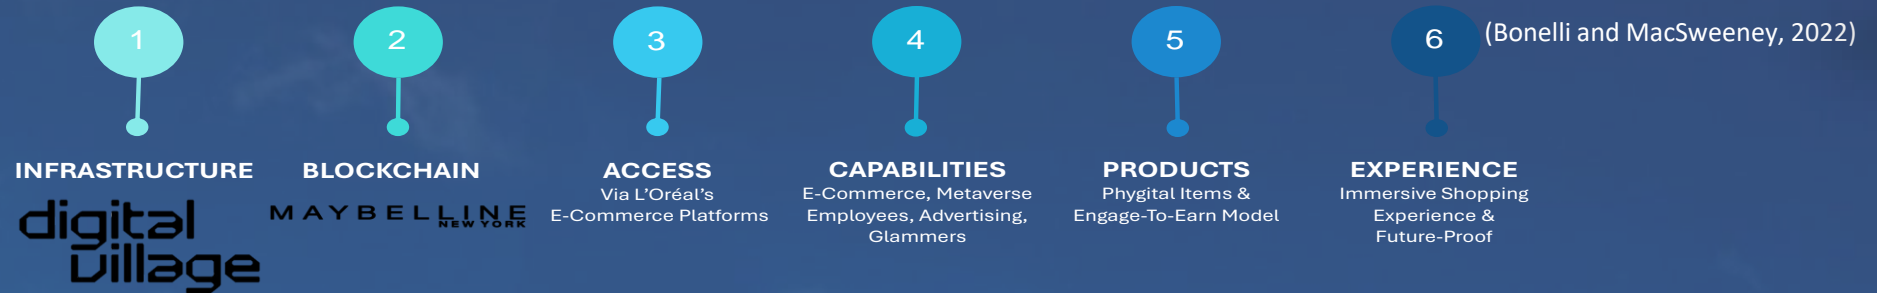 1
2
3
4
5
6
(Bonelli and MacSweeney, 2022)
INFRASTRUCTURE
digital
village
BLOCKCHAIN
MAYBELLINE
NEW YORK
ACCESS
Via L’Oréal’s
E-Commerce Platforms
CAPABILITIES
E-Commerce, Metaverse
Employees, Advertising,
Glammers
PRODUCTS
Phygital Items &
Engage-To-Earn Model
EXPERIENCE
Immersive Shopping
Experience &
Future-Proof